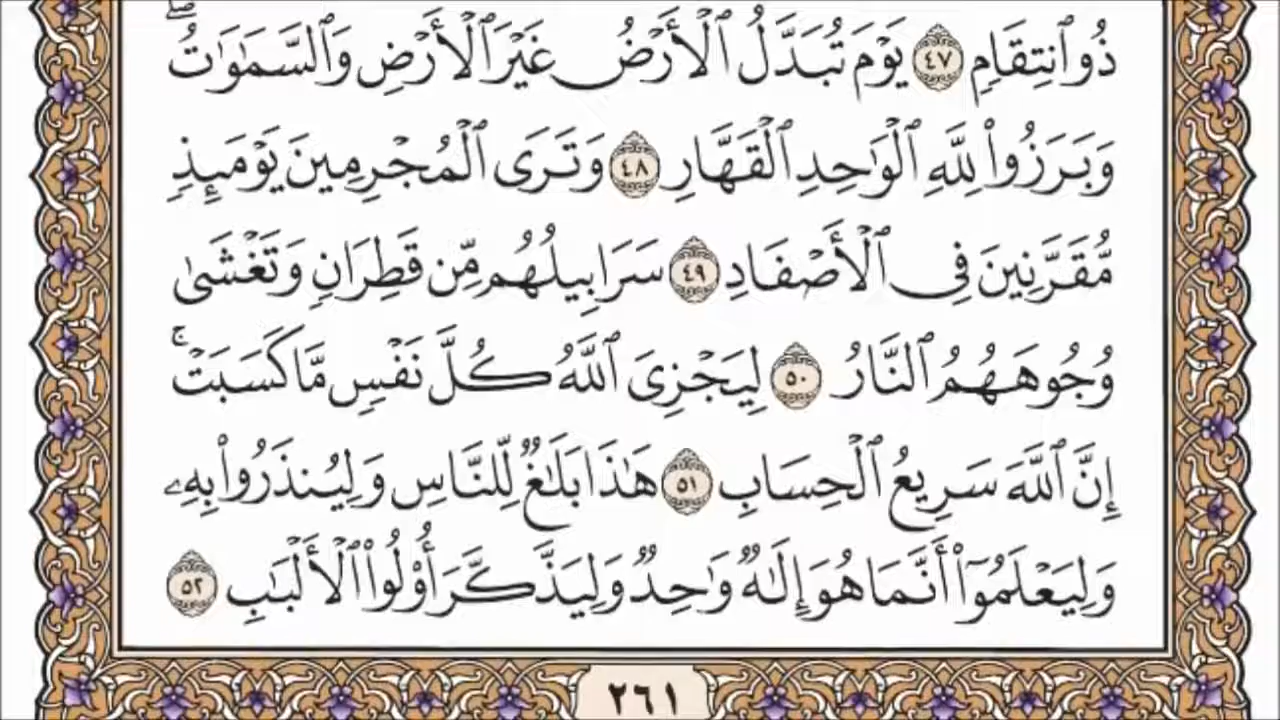 ذُو ٱنتِقَامٍ ٤٧ يَوْمَ تُبَدَّلُ ٱلْأَرْضُ غَيْرَ ٱلْأَرْضِ وَٱلسَّمَٰوَٰتُ ۖ
وَبَرَزُوا۟ لِلَّهِ ٱلْوَٰحِدِ ٱلْقَهَّارِ ٤٨ وَتَرَى ٱلْمُجْرِمِينَ يَوْمَئِذٍ
مُّقَرَّنِينَ فِى ٱلْأَصْفَادِ ٤٩ سَرَابِيلُهُم مِّن قَطِرَانٍ وَتَغْشَىٰ
وُجُوهَهُمُ ٱلنَّارُ ٥٠ لِيَجْزِىَ ٱللَّهُ كُلَّ نَفْسٍ مَّا كَسَبَتْ ۚ
إِنَّ ٱللَّهَ سَرِيعُ ٱلْحِسَابِ ٥١ هَٰذَا بَلَٰغٌ لِّلنَّاسِ وَلِيُنذَرُوا۟ بِهِۦ
وَلِيَعْلَمُوٓا۟ أَنَّمَا هُوَ إِلَٰهٌ وَٰحِدٌ وَلِيَذَّكَّرَ أُو۟لُوا۟ ٱلْأَلْبَٰبِ ٥٢
٢٦١